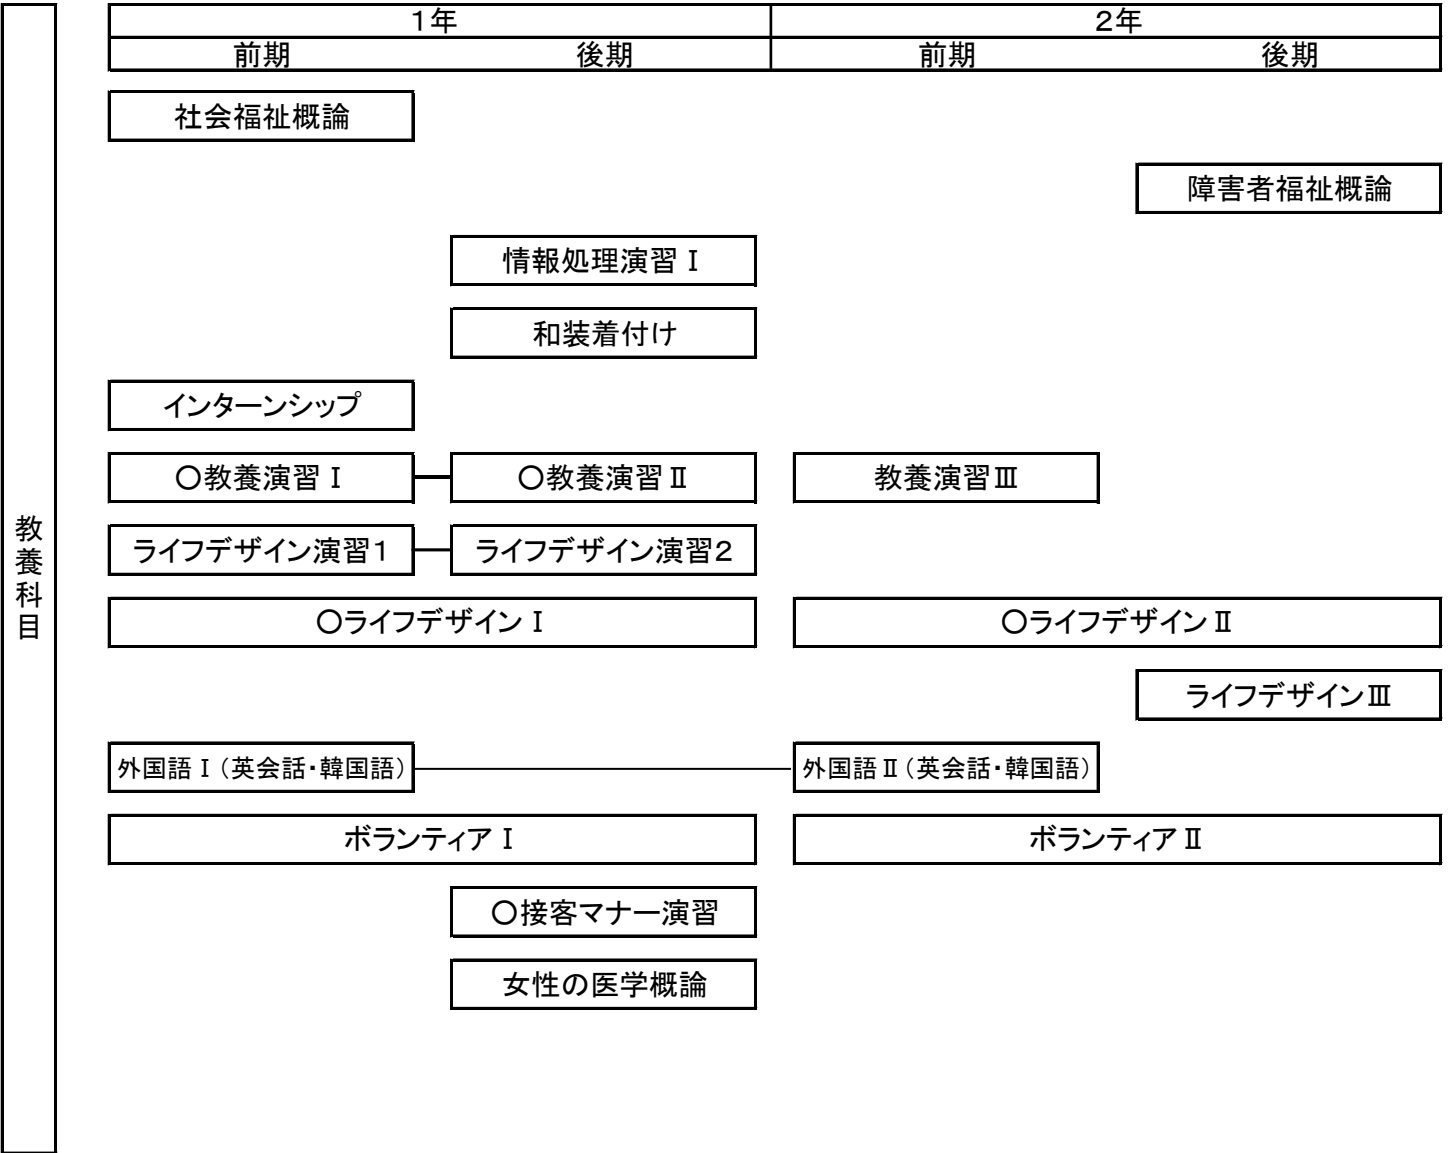 １年 ２年
前期 後期 前期 後期
社会福祉概論
障害者福祉概論
情報処理演習Ⅰ
和装着付け
インターンシップ
○教養演習Ⅰ ○教養演習Ⅱ 教養演習Ⅲ
ライフデザイン演習１ ライフデザイン演習２
○ライフデザインⅠ ○ライフデザインⅡ
ライフデザインⅢ
外国語Ⅰ（英会話・韓国語） 外国語Ⅱ（英会話・韓国語）
ボランティアⅠ ボランティアⅡ
○接客マナー演習
女性の医学概論
教養科目